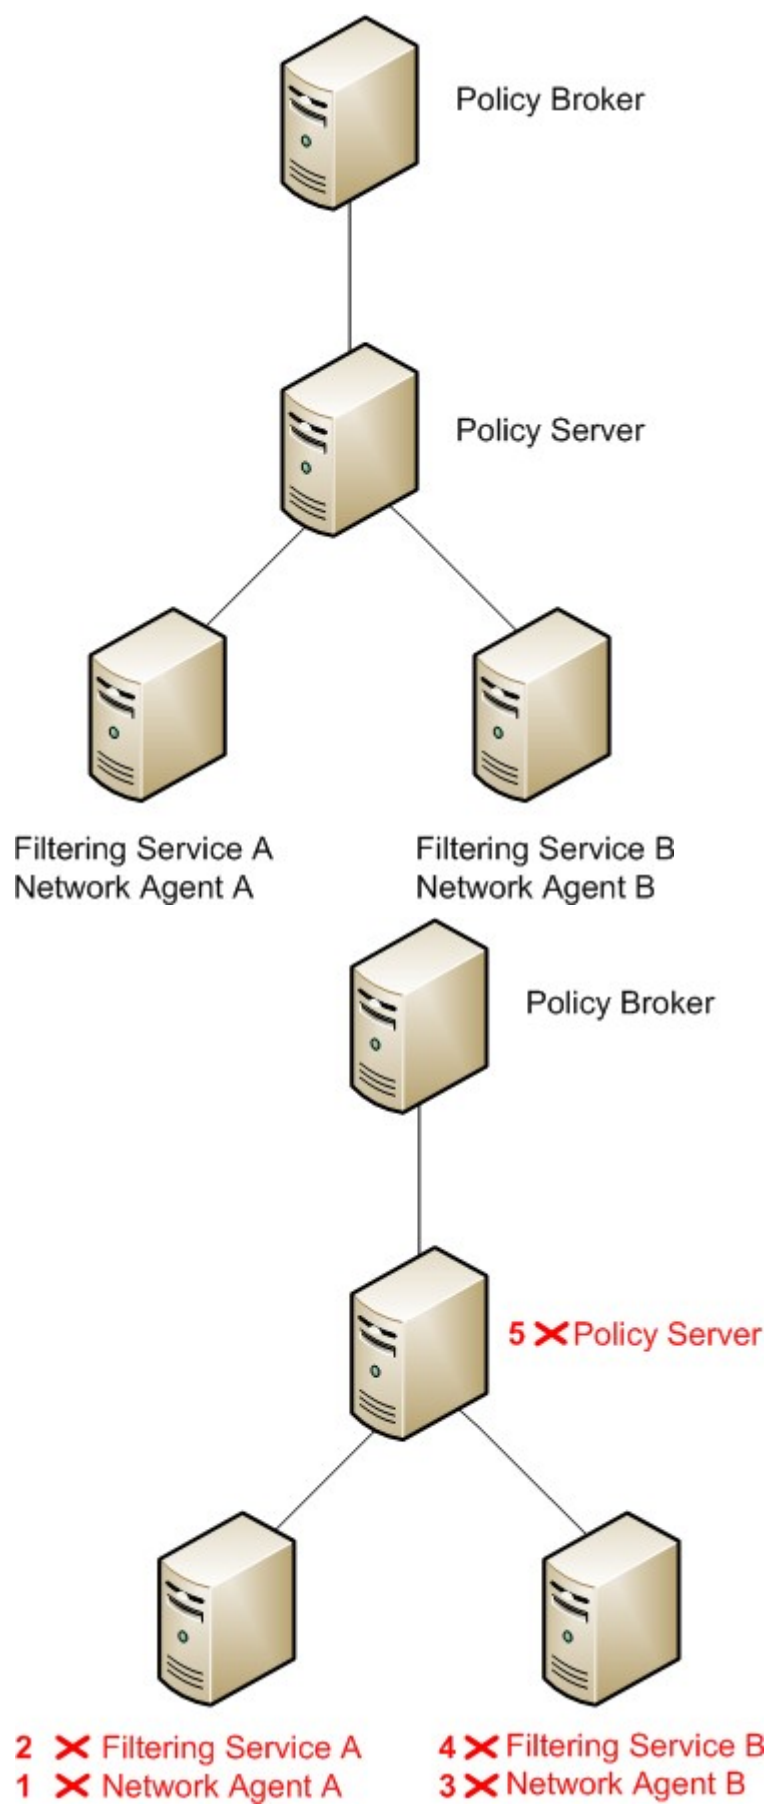 Policy Broker
Policy Server
Filtering Service A
Network Agent A
Filtering Service B
Network Agent B
Policy Broker
5 ✕ Policy Server
2 ✕ Filtering Service A
1 ✕ Network Agent A
4 ✕ Filtering Service B
3 ✕ Network Agent B